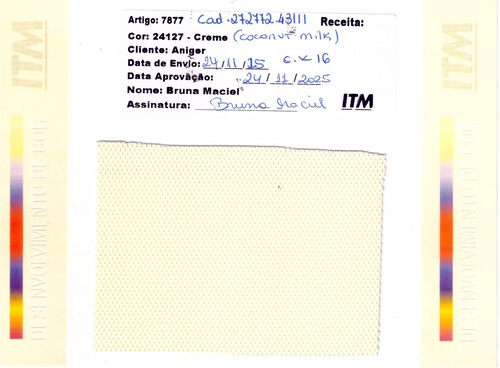 Artigo: 7877 Cad. 272772.43111 Receita:
Cor: 24127 - Creme (coconut milk)
Cliente: Aniger
Data de Envio: 24/11/25 c.x 16
Data Aprovação: 24/11/2025
Nome: Bruna Maciel
Assinatura: Bruna Maciel ITM
ITM
DESENVOLVIMENTO DE COR
ITM
DESENVOLVIMENTO DE COR